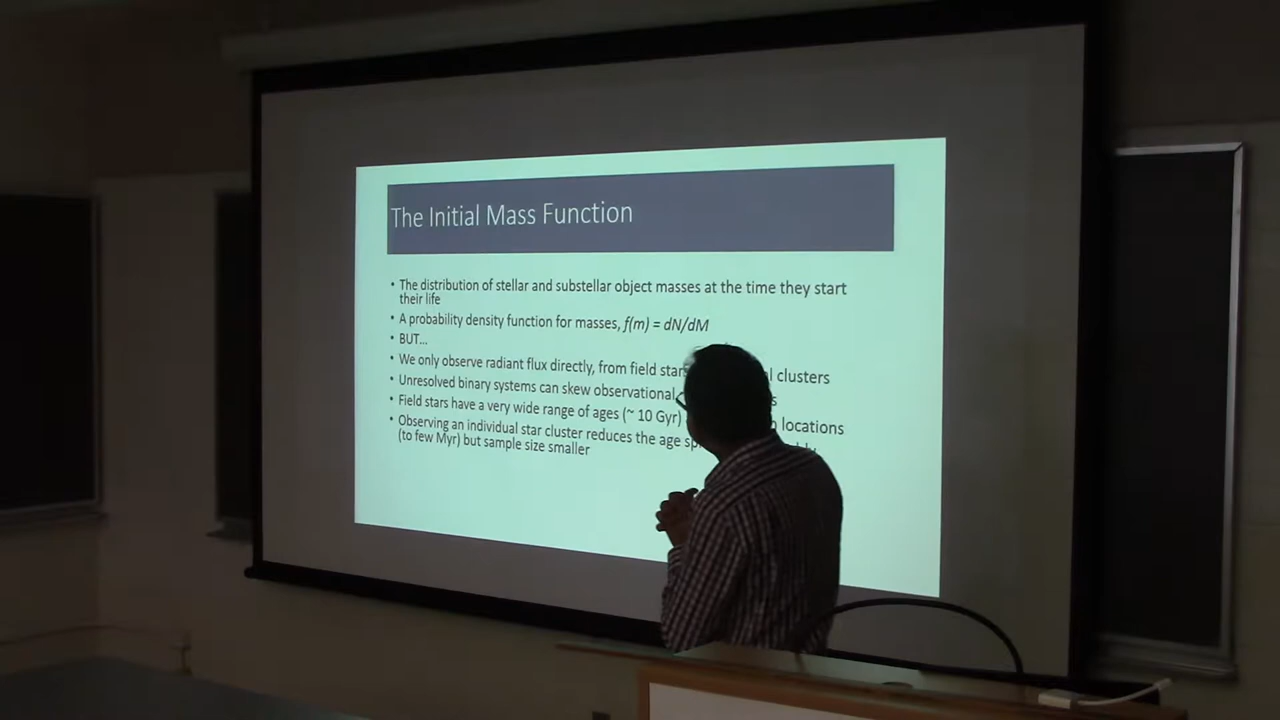 The Initial Mass Function
• The distribution of stellar and substellar object masses at the time they start
their life
• A probability density function for masses, f(m) = dN/dM
• BUT...
• We only observe radiant flux directly, from field stars clusters
• Unresolved binary systems can skew observational
• Field stars have a very wide range of ages (~ 10 Gyr) locations
• Observing an individual star cluster reduces the age
(to few Myr) but sample size smaller